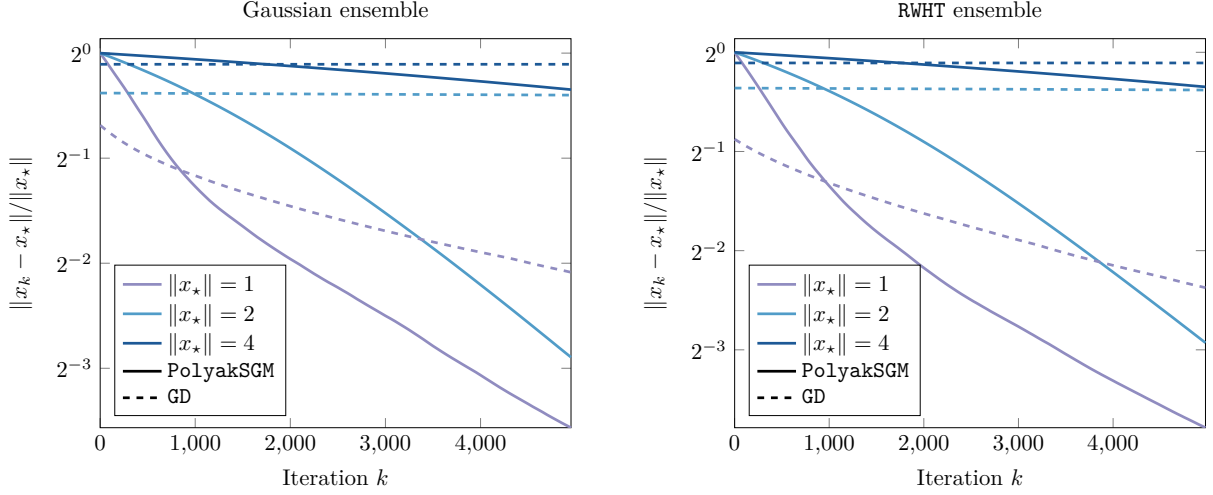 Gaussian ensemble
2^0
2^{-1}
2^{-2}
2^{-3}
‖x_k − x_⋆‖/‖x_⋆‖
‖x_⋆‖ = 1
‖x_⋆‖ = 2
‖x_⋆‖ = 4
PolyakSGM
GD
0 1,000 2,000 3,000 4,000
Iteration k
RWHT ensemble
2^0
2^{-1}
2^{-2}
2^{-3}
‖x_k − x_⋆‖/‖x_⋆‖
‖x_⋆‖ = 1
‖x_⋆‖ = 2
‖x_⋆‖ = 4
PolyakSGM
GD
0 1,000 2,000 3,000 4,000
Iteration k